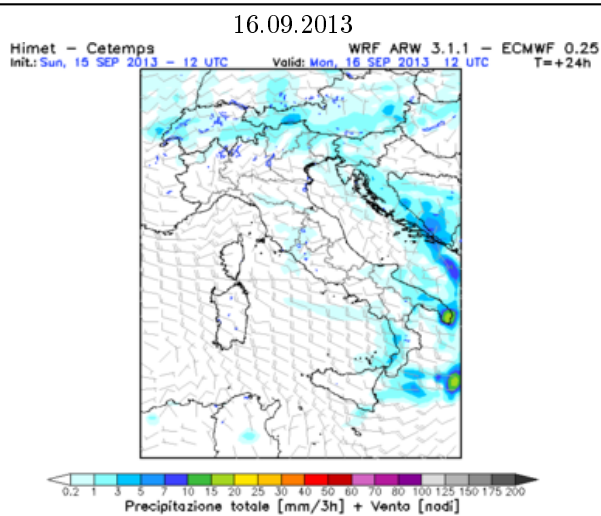 16.09.2013
Himet - Cetemps WRF ARW 3.1.1 - ECMWF 0.25
Init.: Sun, 15 SEP 2013 - 12 UTC Valid: Mon, 16 SEP 2013 12 UTC T=+24h
0.2 1 3 5 7 10 15 20 25 30 40 50 60 70 80 100 125 150 175 200
Precipitazione totale [mm/3h] + Vento [nodi]